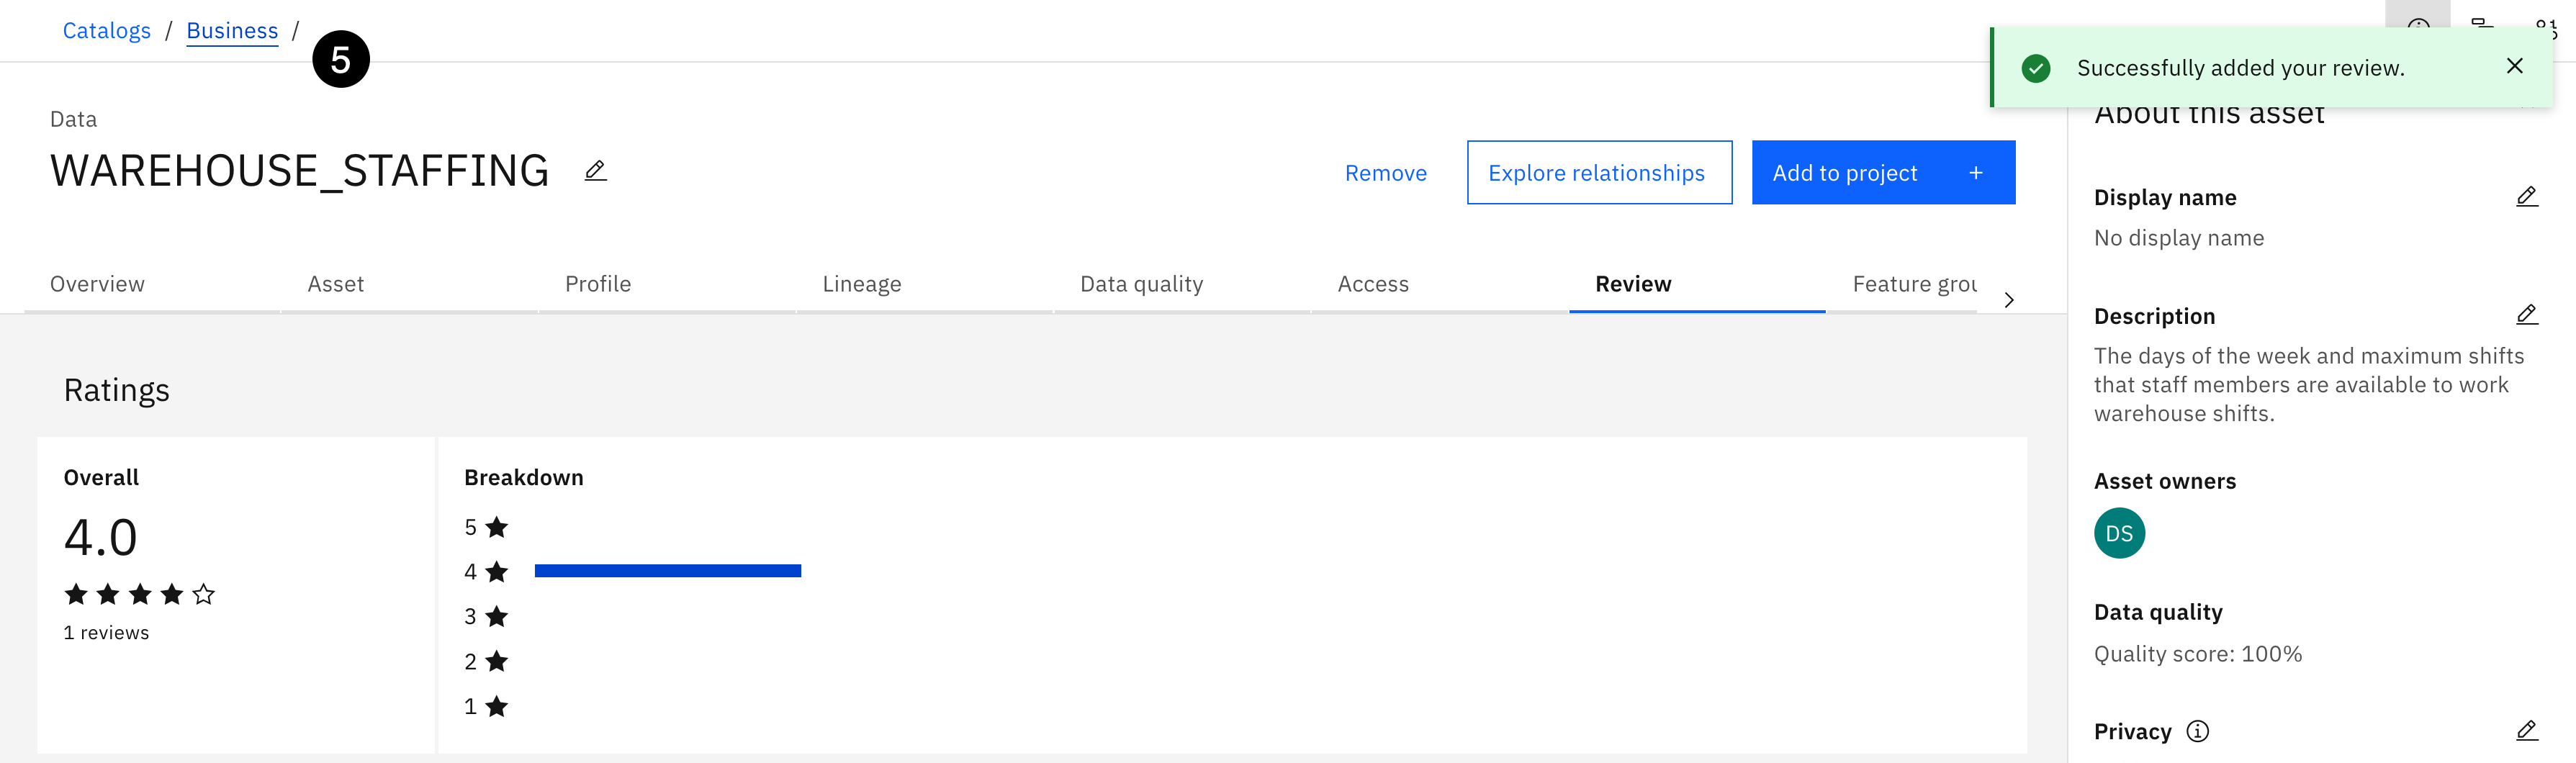 Catalogs / Business /
5
Successfully added your review.
Data
WAREHOUSE_STAFFING
Remove
Explore relationships
Add to project +
Overview
Asset
Profile
Lineage
Data quality
Access
Review
Feature grou
Ratings
Overall
4.0
1 reviews
Breakdown
5
4
3
2
1
About this asset
Display name
No display name
Description
The days of the week and maximum shifts
that staff members are available to work
warehouse shifts.
Asset owners
DS
Data quality
Quality score: 100%
Privacy